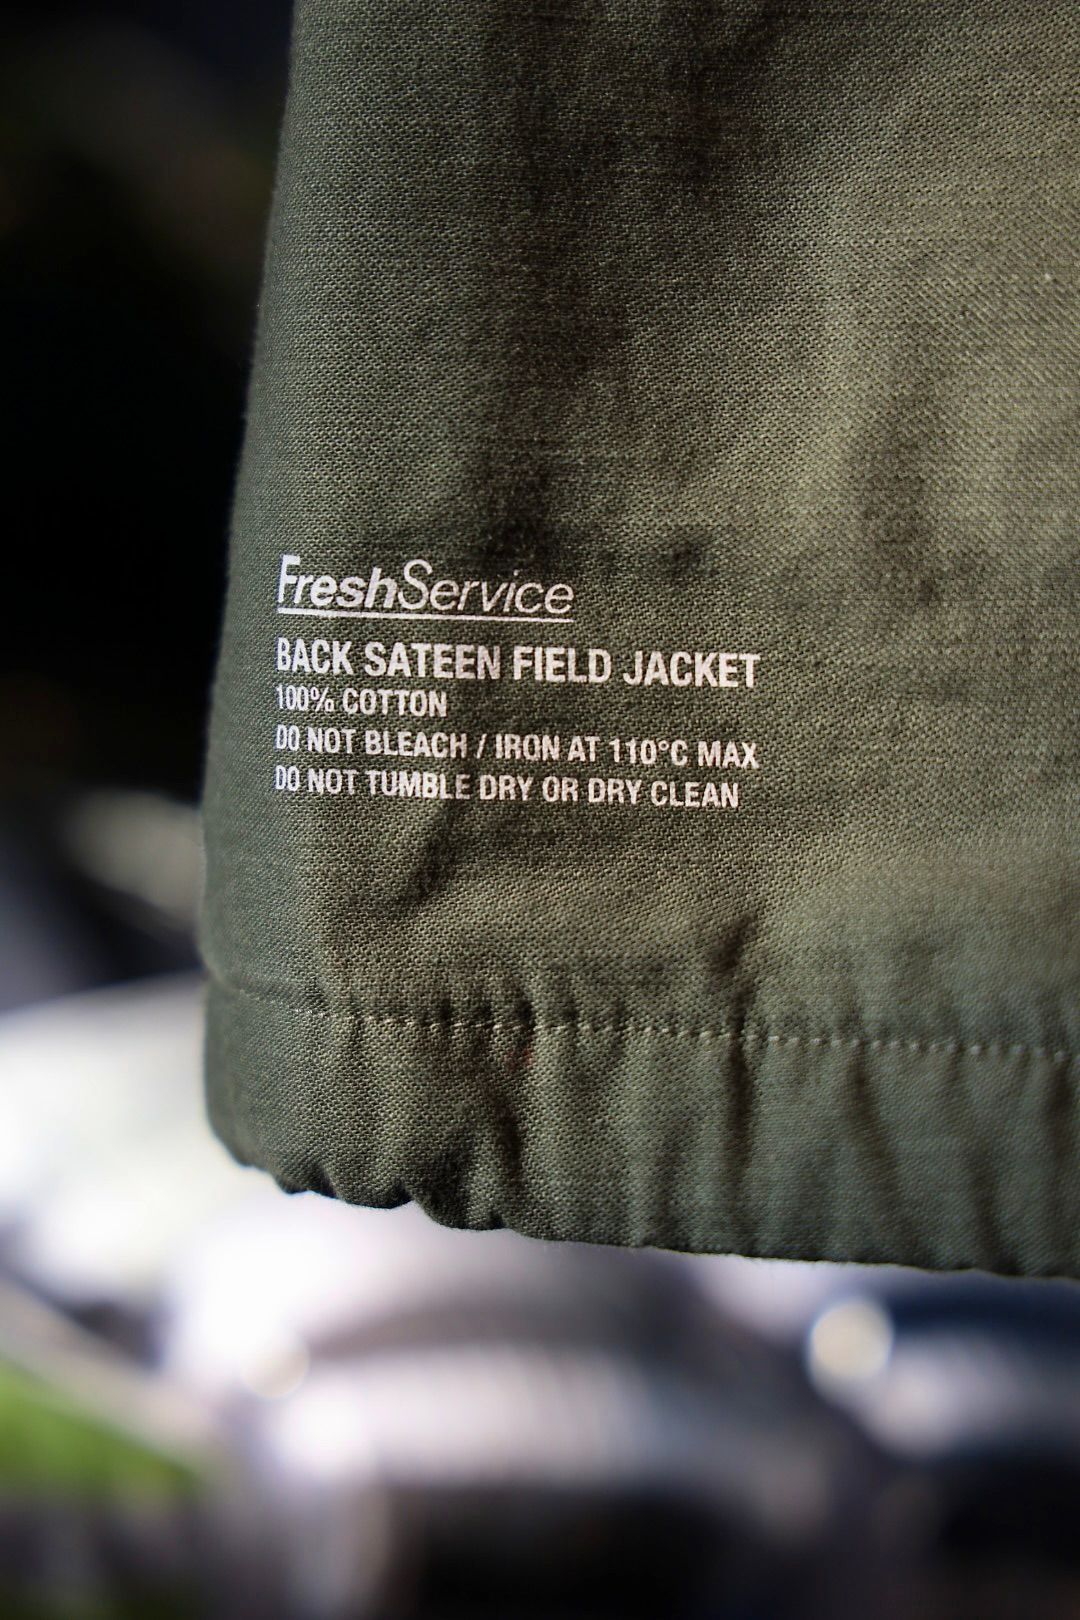 FreshService
BACK SATEEN FIELD JACKET
100% COTTON
DO NOT BLEACH / IRON AT 110°C MAX
DO NOT TUMBLE DRY OR DRY CLEAN